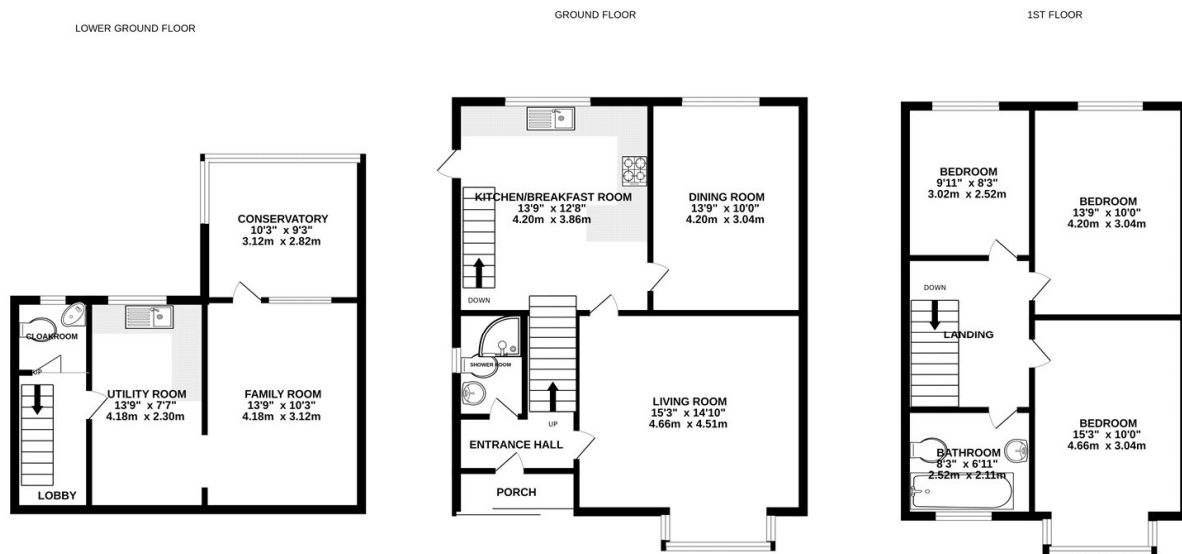 LOWER GROUND FLOOR
CONSERVATORY
10'3" x 9'3"
3.12m x 2.82m
CLOAKROOM
UP
UTILITY ROOM
13'9" x 7'7"
4.18m x 2.30m
FAMILY ROOM
13'9" x 10'3"
4.18m x 3.12m
LOBBY
GROUND FLOOR
KITCHEN/BREAKFAST ROOM
13'9" x 12'8"
4.20m x 3.86m
DINING ROOM
13'9" x 10'0"
4.20m x 3.04m
DOWN
SHOWER ROOM
LIVING ROOM
15'3" x 14'10"
4.66m x 4.51m
UP
ENTRANCE HALL
PORCH
1ST FLOOR
BEDROOM
9'11" x 8'3"
3.02m x 2.52m
BEDROOM
13'9" x 10'0"
4.20m x 3.04m
DOWN
LANDING
BEDROOM
15'3" x 10'0"
4.66m x 3.04m
BATHROOM
8'3" x 6'11"
2.52m x 2.11m